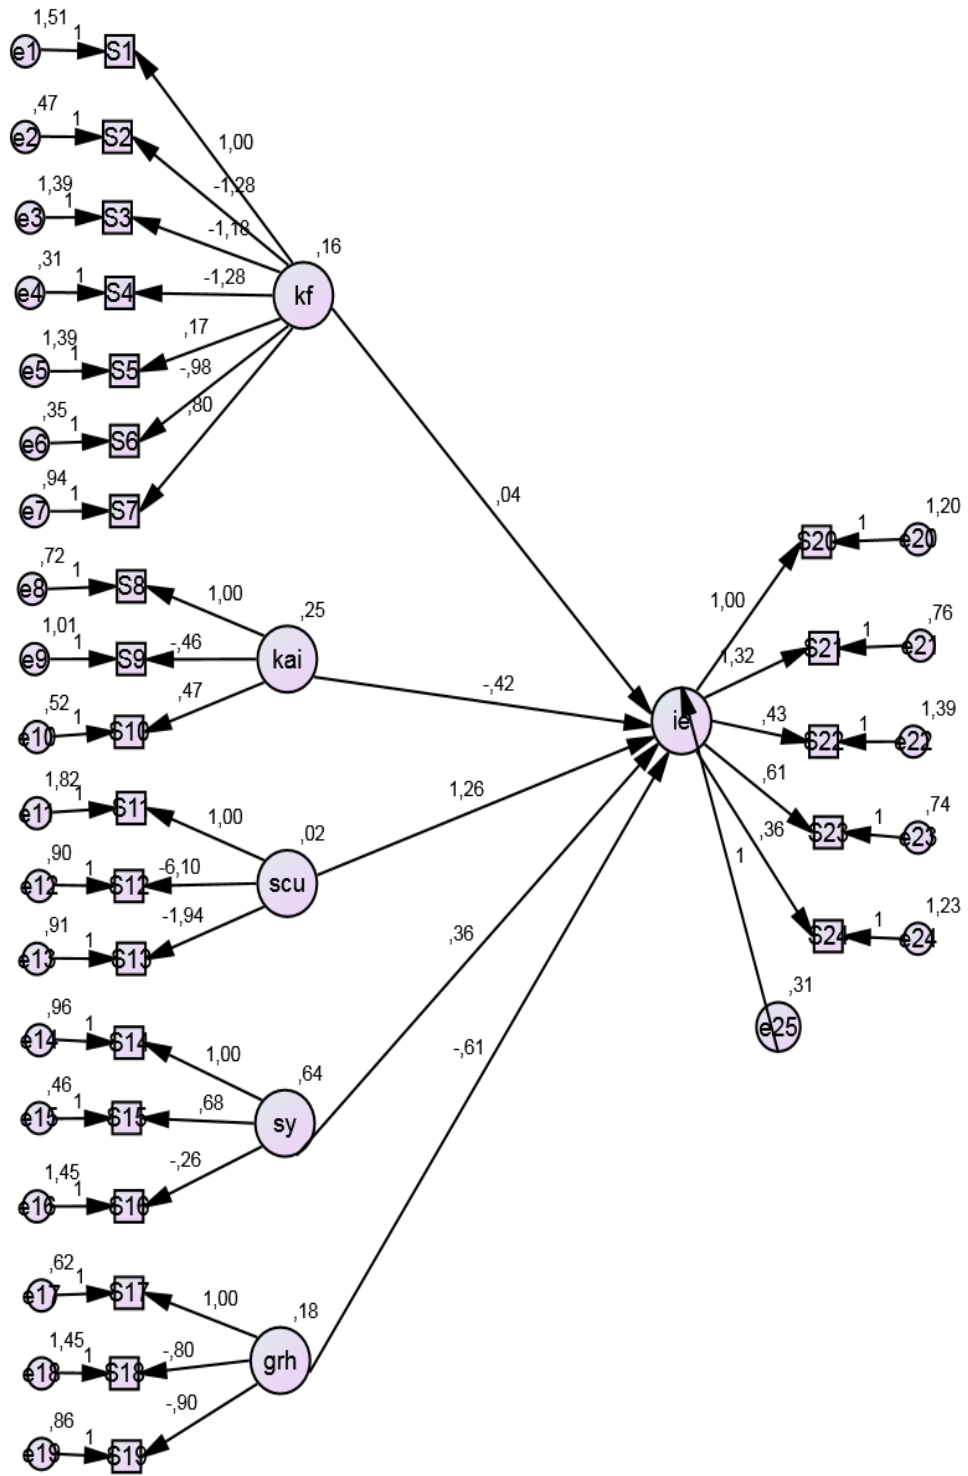 1,51
e1 1 S1
,47
e2 1 S2
1,00
-1,28
1,39
e3 1 S3
-1,18
,16
,31
e4 1 S4
-1,28
kf
1,39
e5 1 S5
,17
-,98
,35
e6 1 S6
,80
,94
e7 1 S7
,04
1,20
S20 1 e20
,72
e8 1 S8
1,00
,25
,76
1,01
e9 1 S9
-,46
kai
1,32
S21 1 e21
,52
e10 1 S10
,47
-,42
ie
,43
1,39
S22 1 e22
1,82
e11 1 S11
1,00
1,26
,61
,74
,02
,36
S23 1 e23
,90
e12 1 S12
-6,10
scu
1
,91
e13 1 S13
-1,94
,36
1,23
S24 1 e24
,96
e14 1 S14
1,00
,31
e25
-,61
,64
,46
e15 1 S15
,68
sy
1,45
e16 1 S16
-,26
,62
e17 1 S17
1,00
,18
1,45
e18 1 S18
-,80
grh
,86
e19 1 S19
-,90